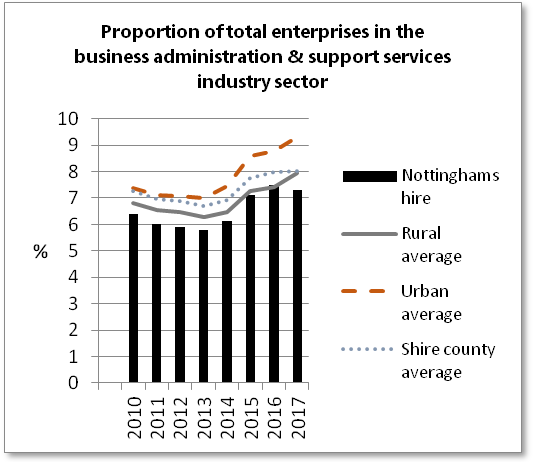 Proportion of total enterprises in the
business administration & support services
industry sector
10
9
8
7
6
5
4
3
2
1
0
%
2010
2011
2012
2013
2014
2015
2016
2017
Nottinghams
hire
Rural
average
Urban
average
Shire county
average